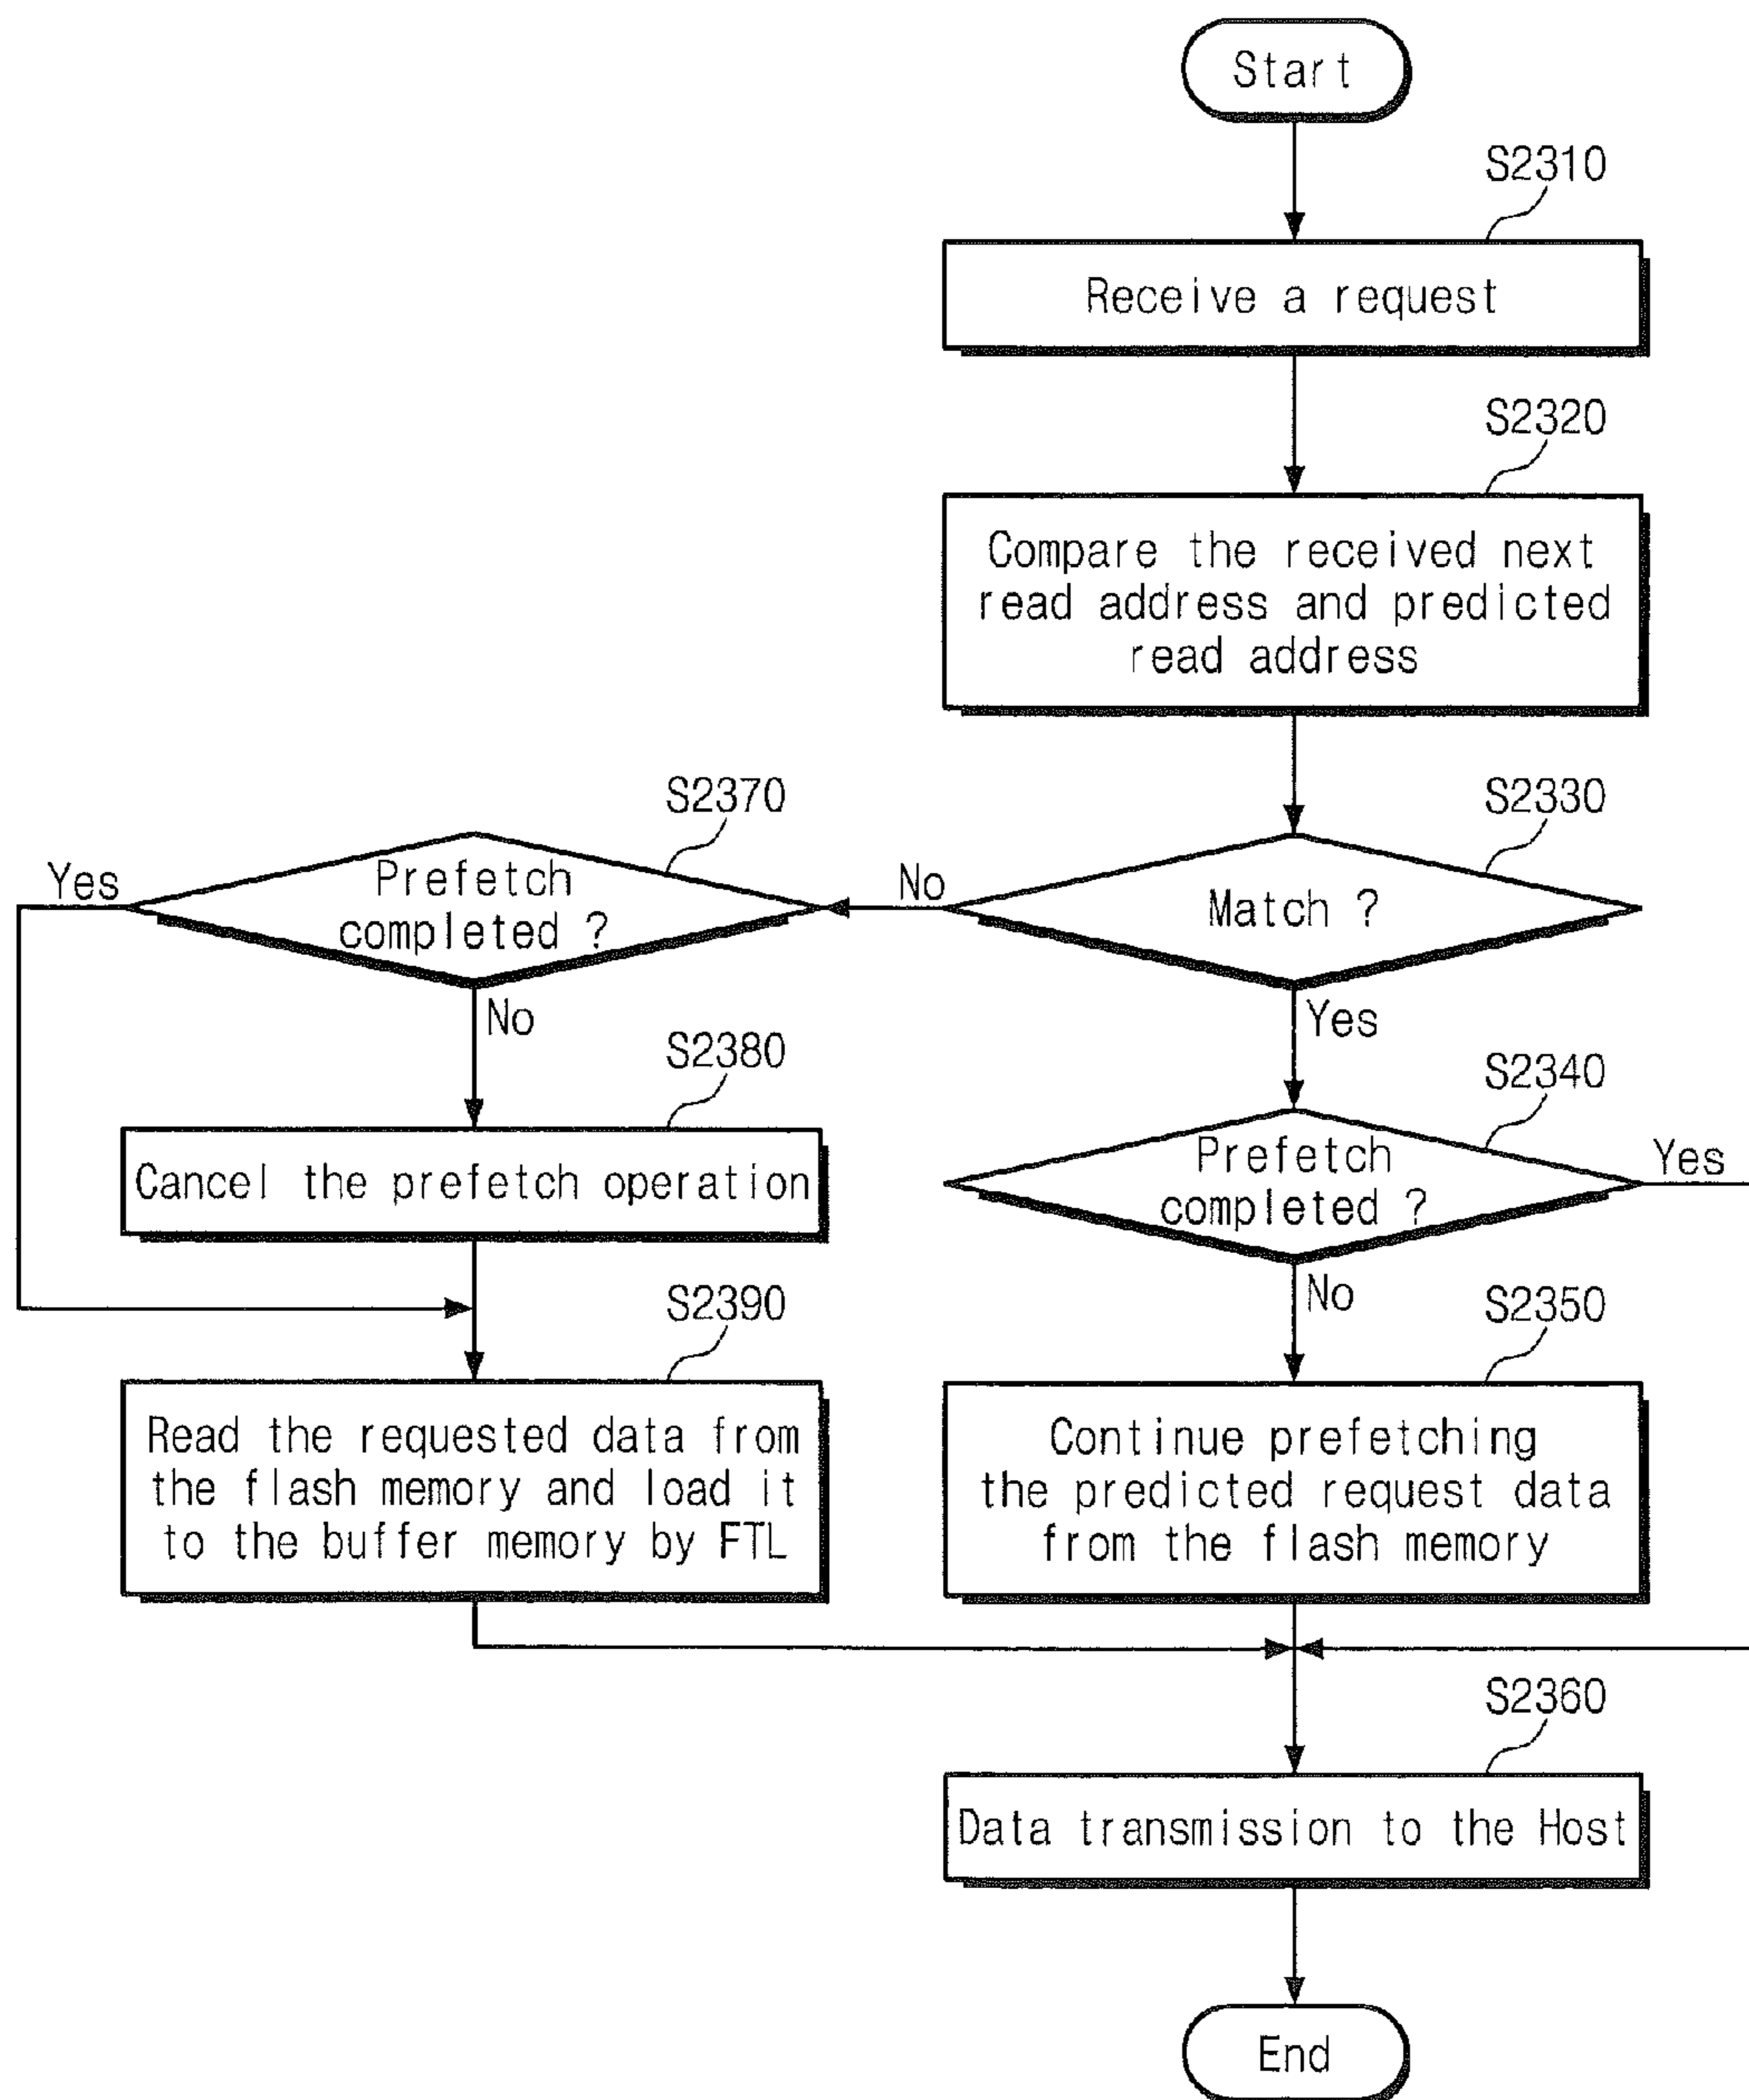 Start
S2310
Receive a request
S2320
Compare the received next
read address and predicted
read address
S2330
Match ?
No
Yes
S2370
Prefetch
completed ?
Yes
No
S2380
Cancel the prefetch operation
S2390
Read the requested data from
the flash memory and load it
to the buffer memory by FTL
S2340
Prefetch
completed ?
Yes
No
S2350
Continue prefetching
the predicted request data
from the flash memory
S2360
Data transmission to the Host
End